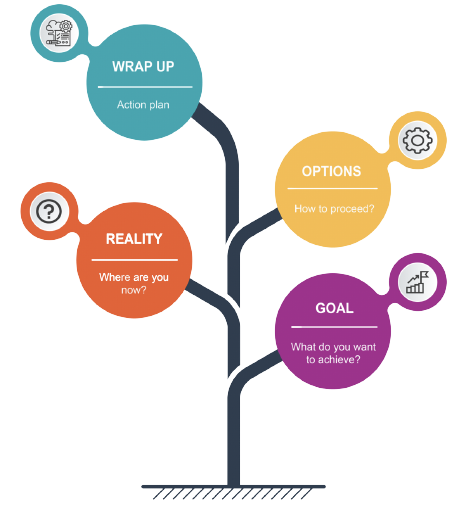 WRAP UP
Action plan
OPTIONS
How to proceed?
REALITY
Where are you
now?
GOAL
What do you want
to achieve?